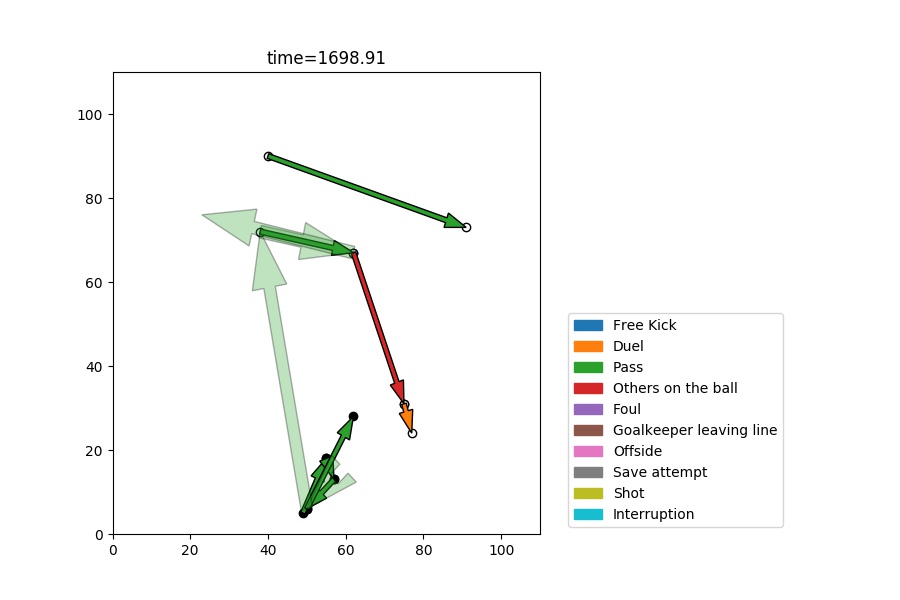 time=1698.91
100
80
60
40
20
0
0 20 40 60 80 100
Free Kick
Duel
Pass
Others on the ball
Foul
Goalkeeper leaving line
Offside
Save attempt
Shot
Interruption